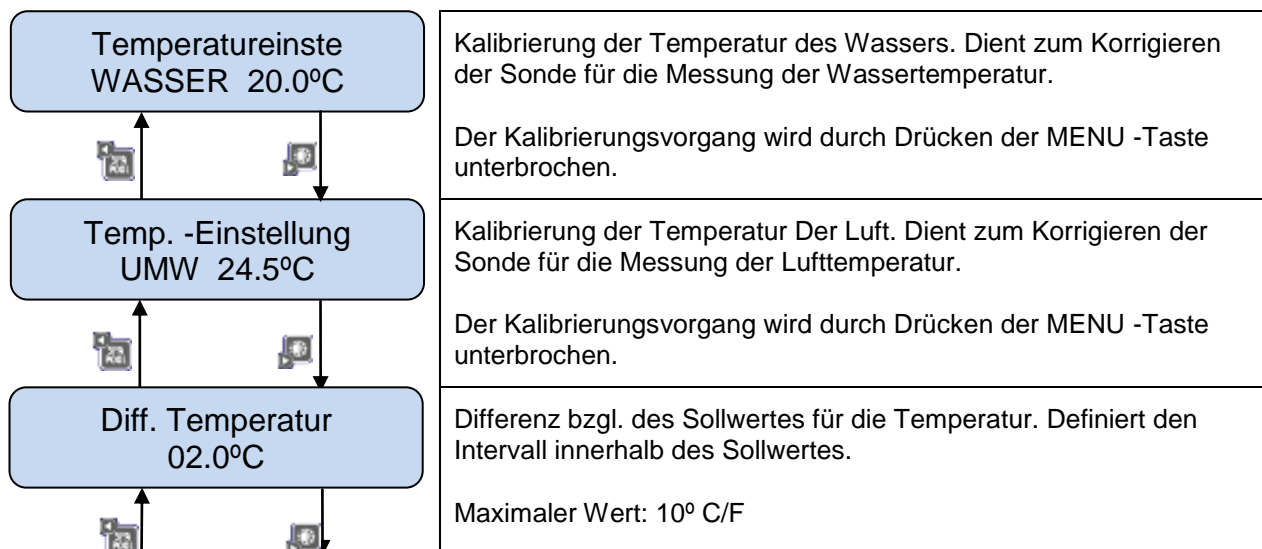 Temperatureinste
WASSER 20.0ºC
Kalibrierung der Temperatur des Wassers. Dient zum Korrigieren
der Sonde für die Messung der Wassertemperatur.
Der Kalibrierungsvorgang wird durch Drücken der MENU -Taste
unterbrochen.
Temp. -Einstellung
UMW 24.5ºC
Kalibrierung der Temperatur Der Luft. Dient zum Korrigieren der
Sonde für die Messung der Lufttemperatur.
Der Kalibrierungsvorgang wird durch Drücken der MENU -Taste
unterbrochen.
Diff. Temperatur
02.0ºC
Differenz bzgl. des Sollwertes für die Temperatur. Definiert den
Intervall innerhalb des Sollwertes.
Maximaler Wert: 10º C/F